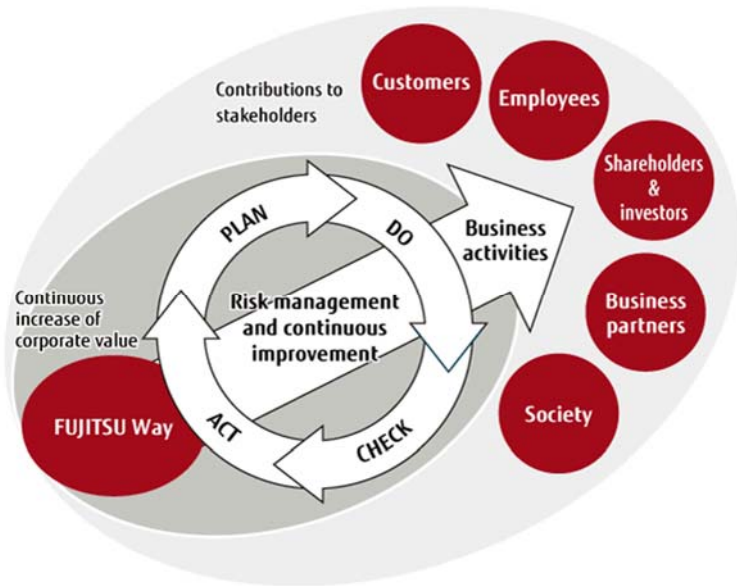 Contributions to
stakeholders
Customers
Employees
Shareholders
&
investors
Business
partners
Society
Business
activities
PLAN
DO
CHECK
ACT
Risk management
and continuous
improvement
Continuous
increase of
corporate value
FUJITSU Way